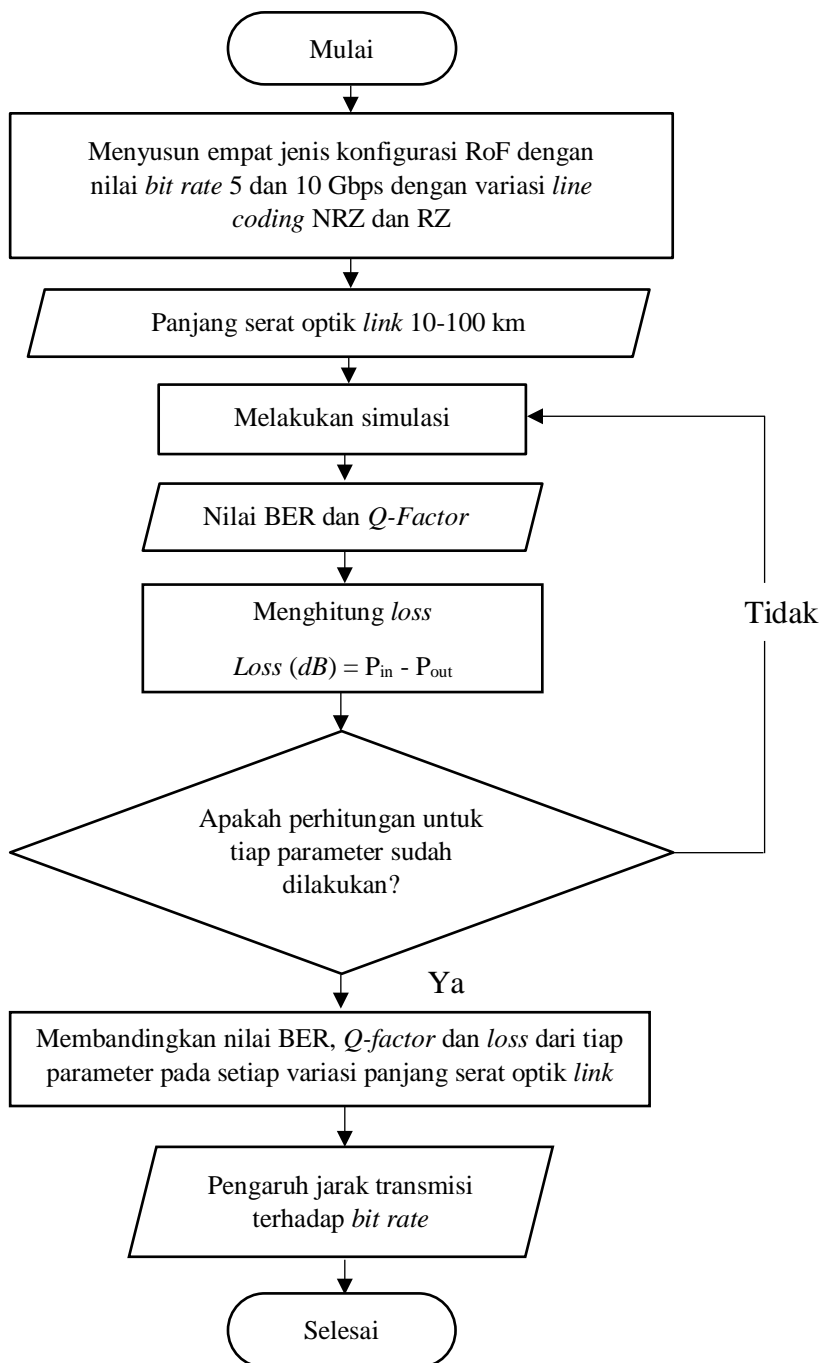 Mulai
Menyusun empat jenis konfigurasi RoF dengan
nilai bit rate 5 dan 10 Gbps dengan variasi line
coding NRZ dan RZ
Panjang serat optik link 10-100 km
Melakukan simulasi
Nilai BER dan Q-Factor
Menghitung loss
Loss (dB) = Pin - Pout
Tidak
Apakah perhitungan untuk
tiap parameter sudah
dilakukan?
Ya
Membandingkan nilai BER, Q-factor dan loss dari tiap
parameter pada setiap variasi panjang serat optik link
Pengaruh jarak transmisi
terhadap bit rate
Selesai